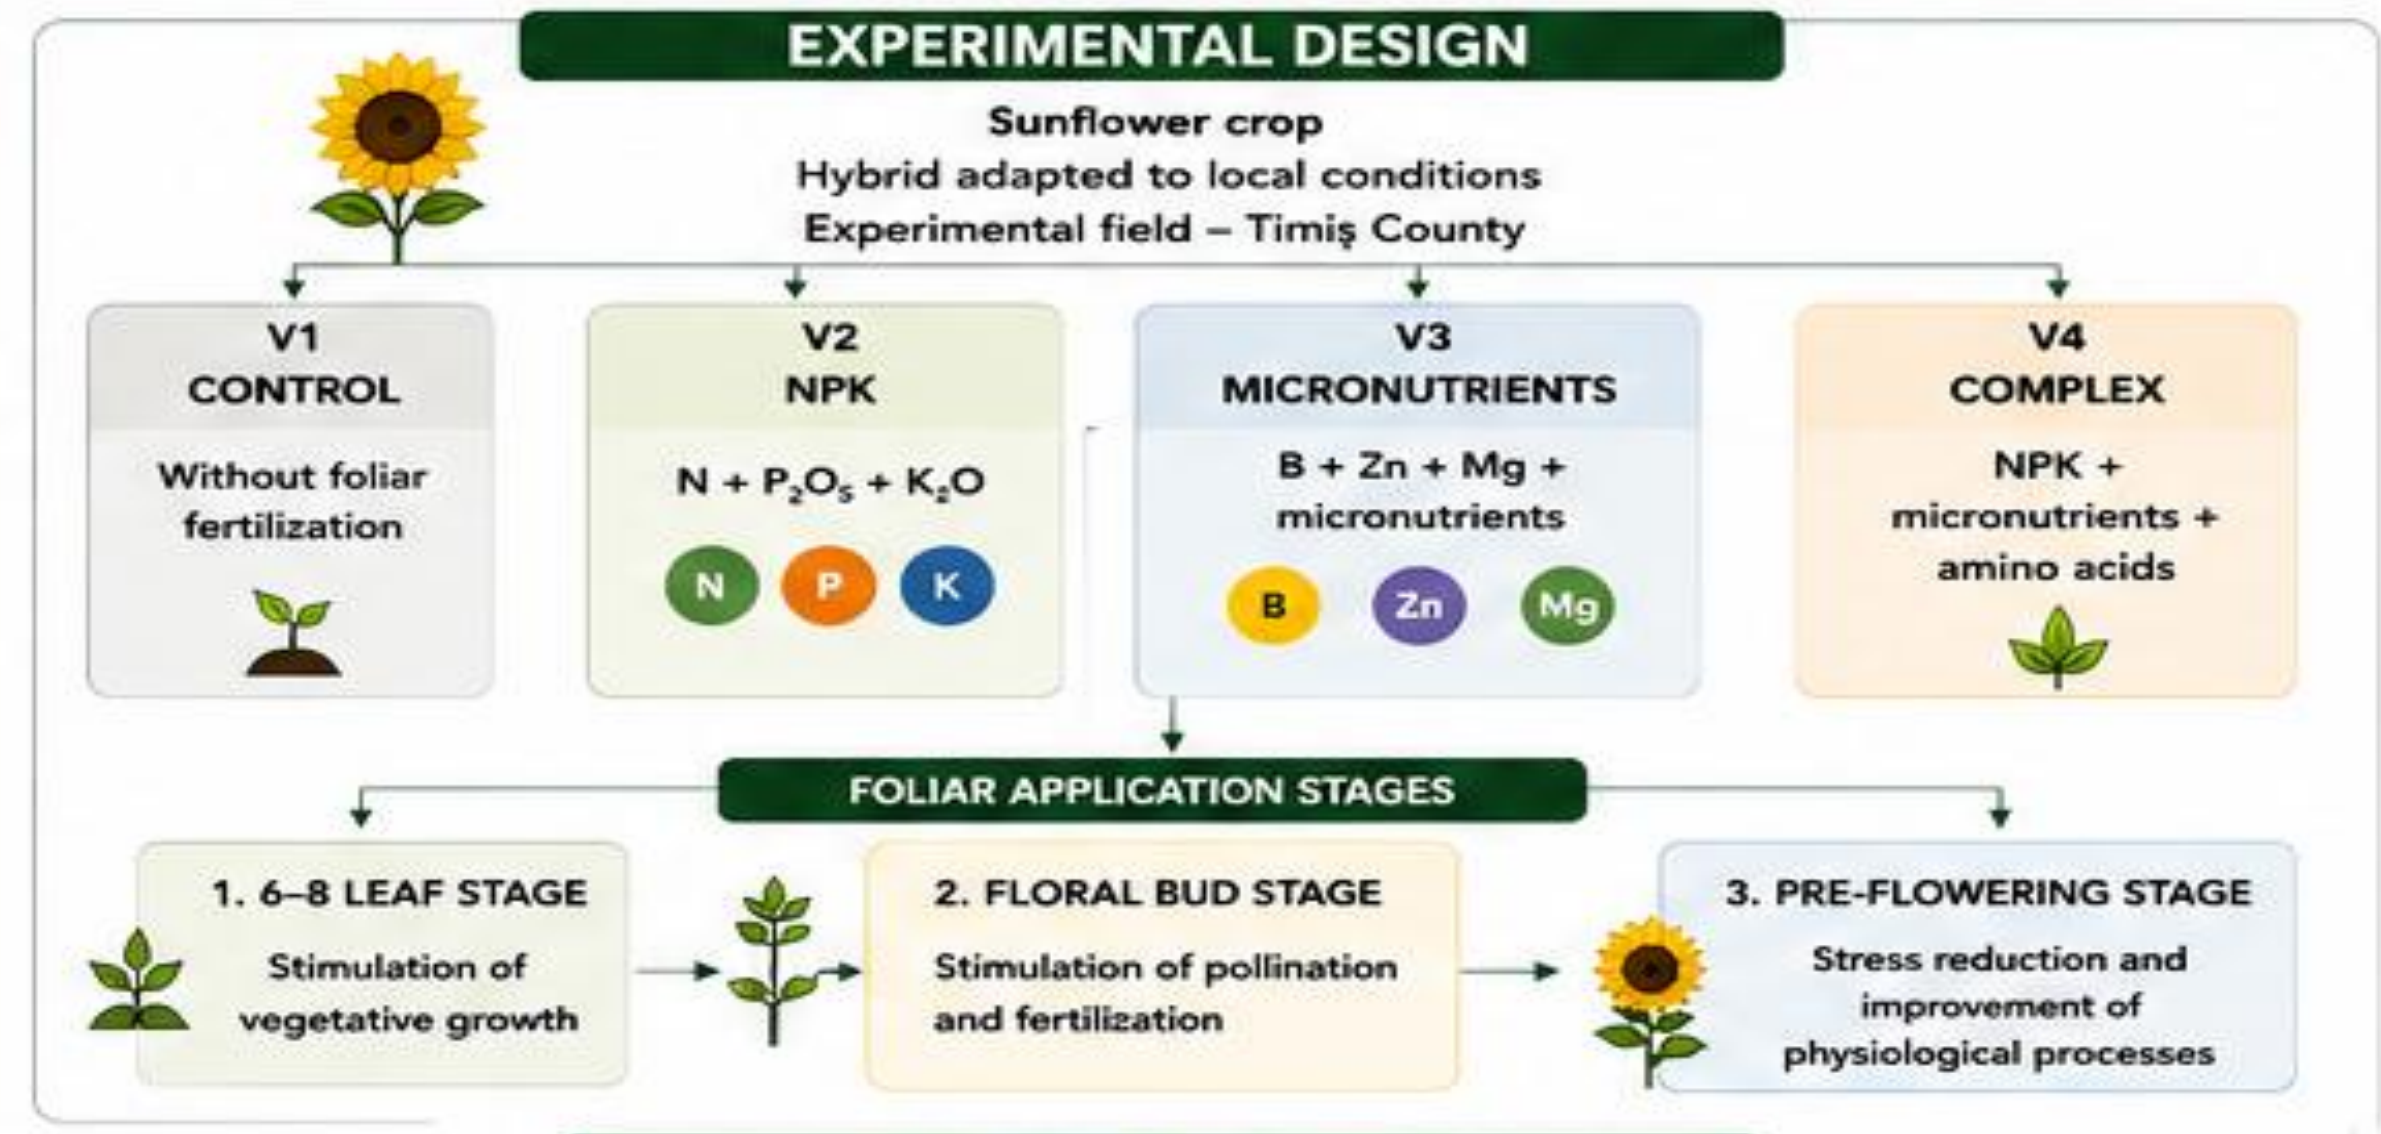 EXPERIMENTAL DESIGN
Sunflower crop
Hybrid adapted to local conditions
Experimental field – Timiş County
V1
CONTROL
Without foliar
fertilization
V2
NPK
N + P₂O₅ + K₂O
N P K
V3
MICRONUTRIENTS
B + Zn + Mg +
micronutrients
B Zn Mg
V4
COMPLEX
NPK +
micronutrients +
amino acids
FOLIAR APPLICATION STAGES
1. 6–8 LEAF STAGE
Stimulation of
vegetative growth
2. FLORAL BUD STAGE
Stimulation of pollination
and fertilization
3. PRE-FLOWERING STAGE
Stress reduction and
improvement of
physiological processes